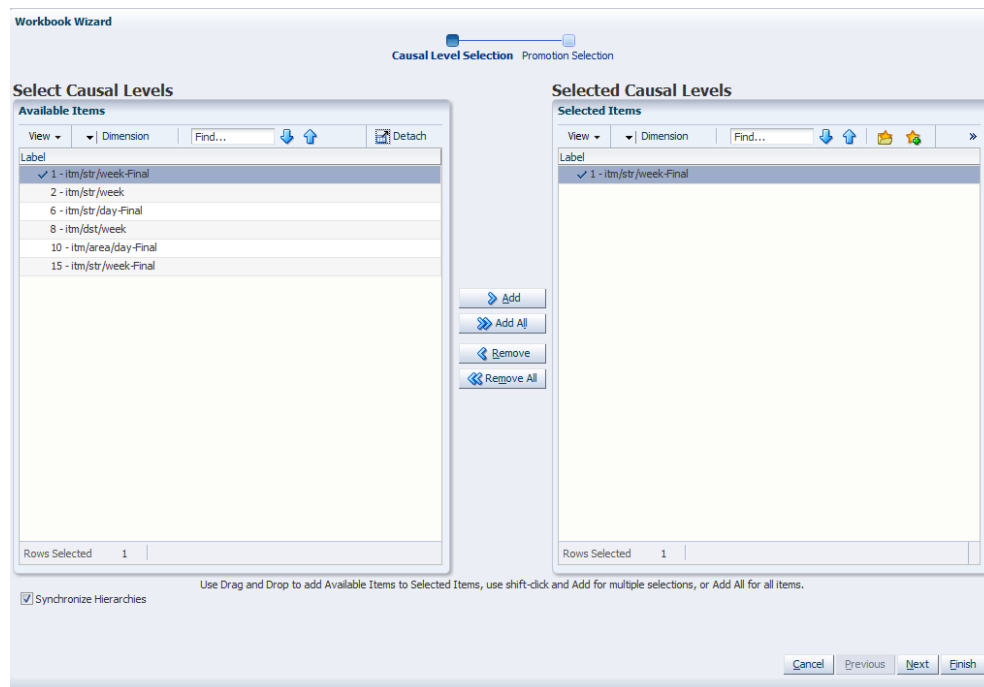 Workbook Wizard
Causal Level Selection Promotion Selection
Select Causal Levels
Available Items
View Dimension Find... Detach
Label
1 - itm/str/week-Final
2 - itm/str/week
6 - itm/str/day-Final
8 - itm/dst/week
10 - itm/area/day-Final
15 - itm/str/week-Final
Rows Selected 1
Add
Add All
Remove
Remove All
Selected Causal Levels
Selected Items
View Dimension Find... »
Label
1 - itm/str/week-Final
Rows Selected 1
Use Drag and Drop to add Available Items to Selected Items, use shift-click and Add for multiple selections, or Add All for all items.
Synchronize Hierarchies
Cancel Previous Next Finish